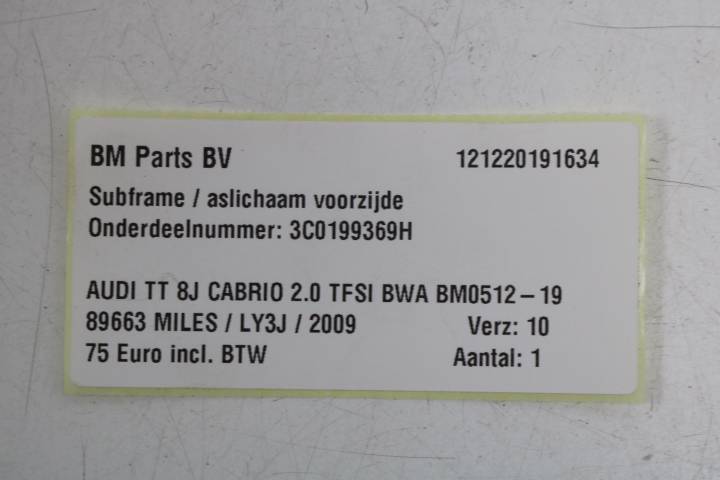 BM Parts BV 121220191634
Subframe / aslichaam voorzijde
Onderdeelnummer: 3C0199369H
AUDI TT 8J CABRIO 2.0 TFSI BWA BM0512-19
89663 MILES / LY3J / 2009 Verz: 10
75 Euro incl. BTW Aantal: 1